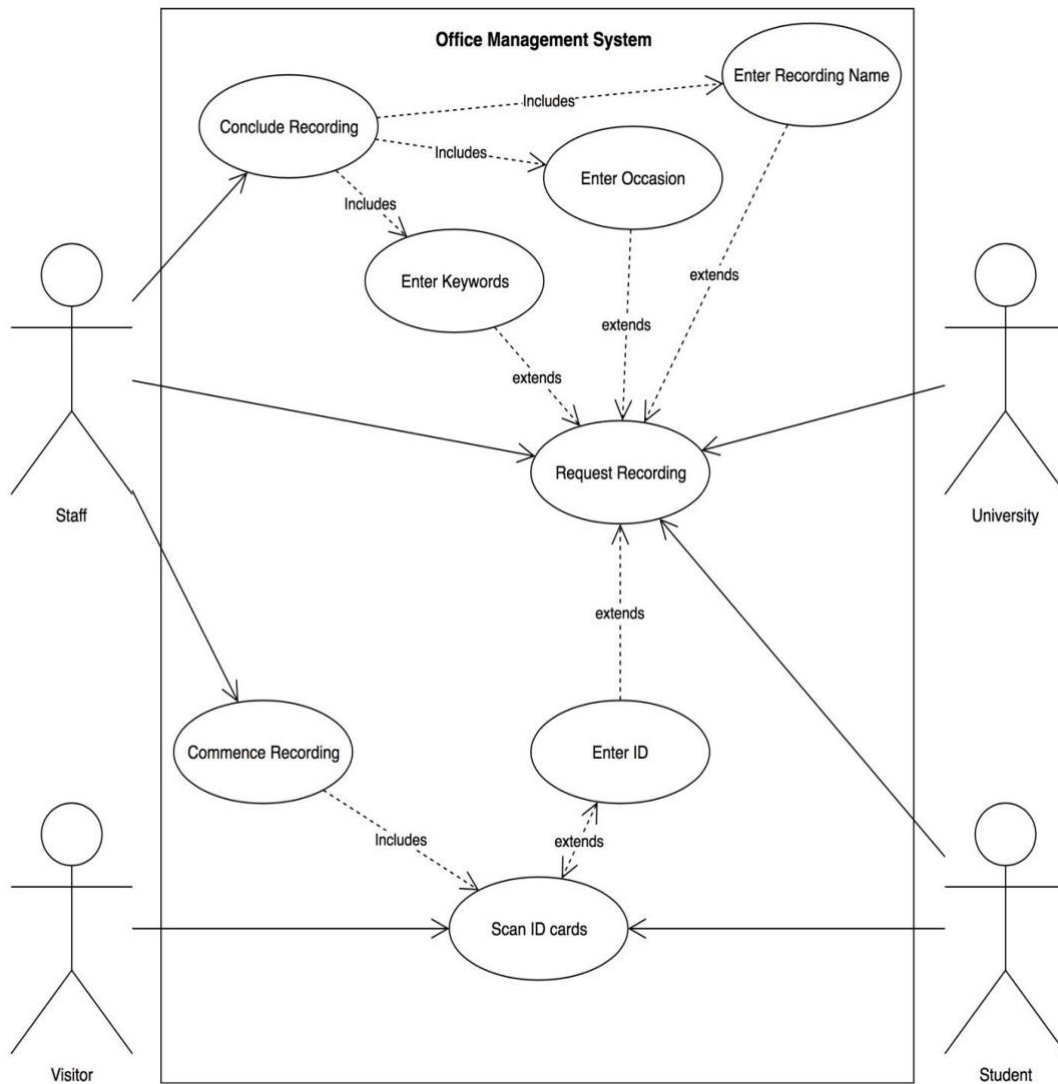 Office Management System
Enter Recording Name
Includes
Conclude Recording
Includes
Enter Occasion
Includes
extends
Enter Keywords
extends
extends
Request Recording
Staff
University
extends
Commence Recording
Enter ID
Includes
extends
Scan ID cards
Visitor
Student